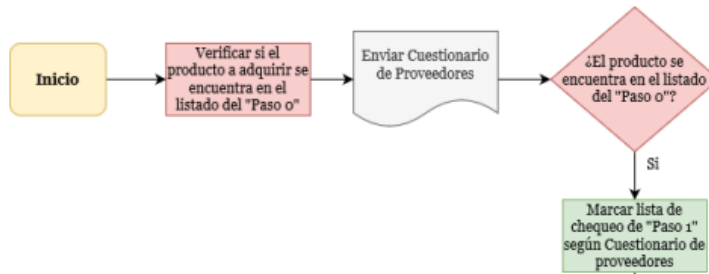 Inicio
Verificar si el
producto a adquirir se
encuentra en el
listado del "Paso 0"
Enviar Cuestionario
de Proveedores
¿El producto se
encuentra en el listado
del "Paso 0"?
Si
Marcar lista de
chequeo de "Paso 1"
según Cuestionario de
proveedores